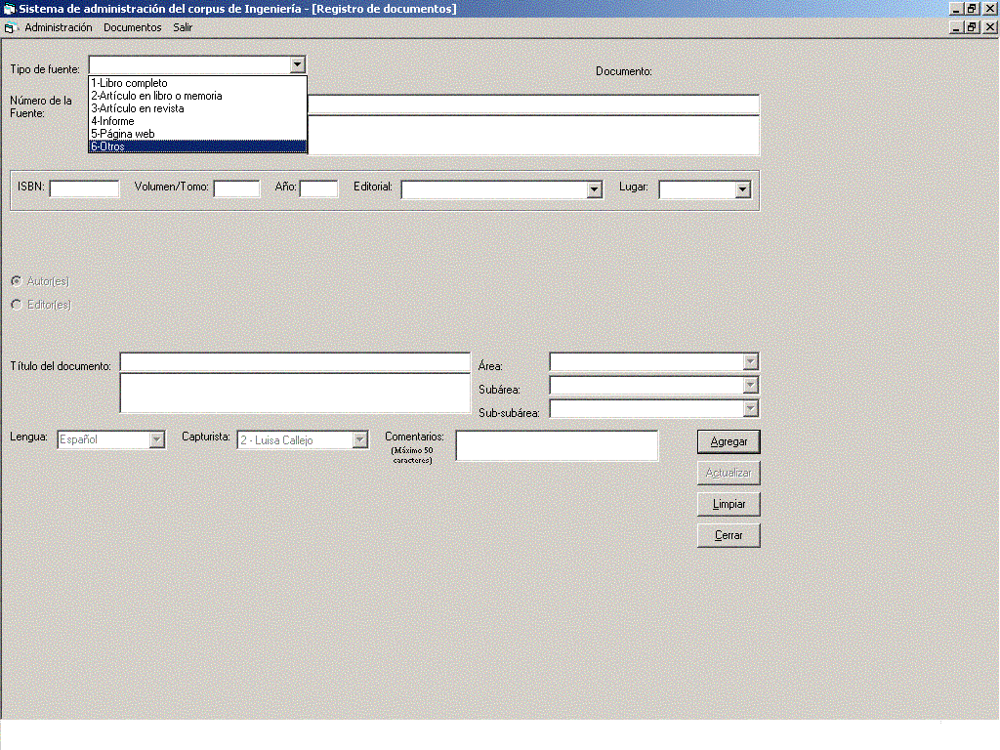 Sistema de administración del corpus de Ingeniería - [Registro de documentos]
Administración Documentos Salir
Tipo de fuente:
Documento:
1-Libro completo
2-Artículo en libro o memoria
3-Artículo en revista
4-Informe
5-Página web
6-Otros
Número de la
Fuente:
ISBN: Volumen/Tomo: Año: Editorial: Lugar:
Autor(es)
Editor(es)
Título del documento:
Área:
Subárea:
Sub-subárea:
Lengua: Español Capturista: 2 - Luisa Callejo Comentarios:
(Máximo 50
caracteres)
Agregar
Actualizar
Limpiar
Cerrar